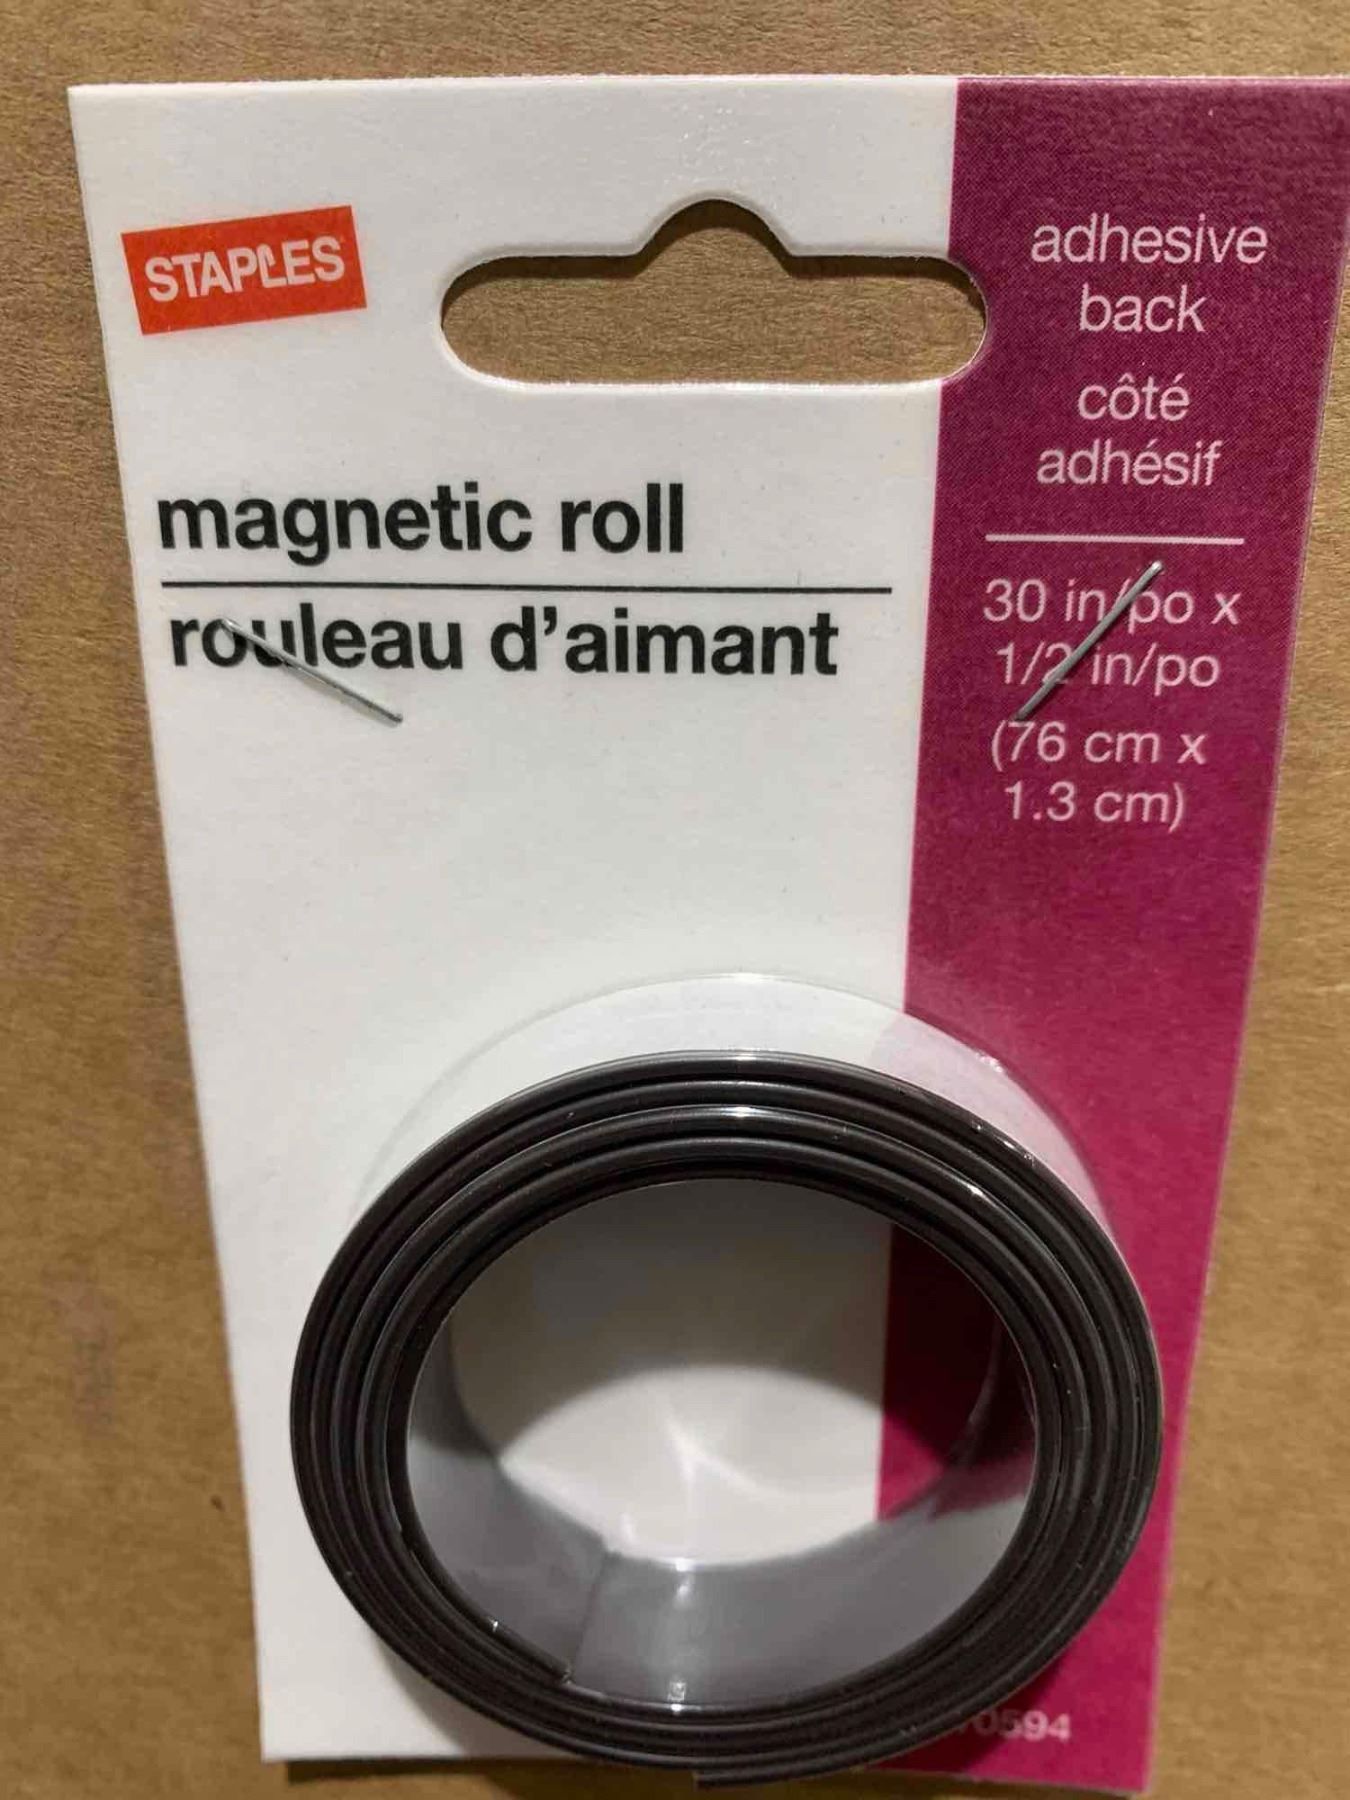 STAPLES
magnetic roll
rouleau d'aimant
adhesive
back
côté
adhésif
30 in/po x
1/2 in/po
(76 cm x
1.3 cm)